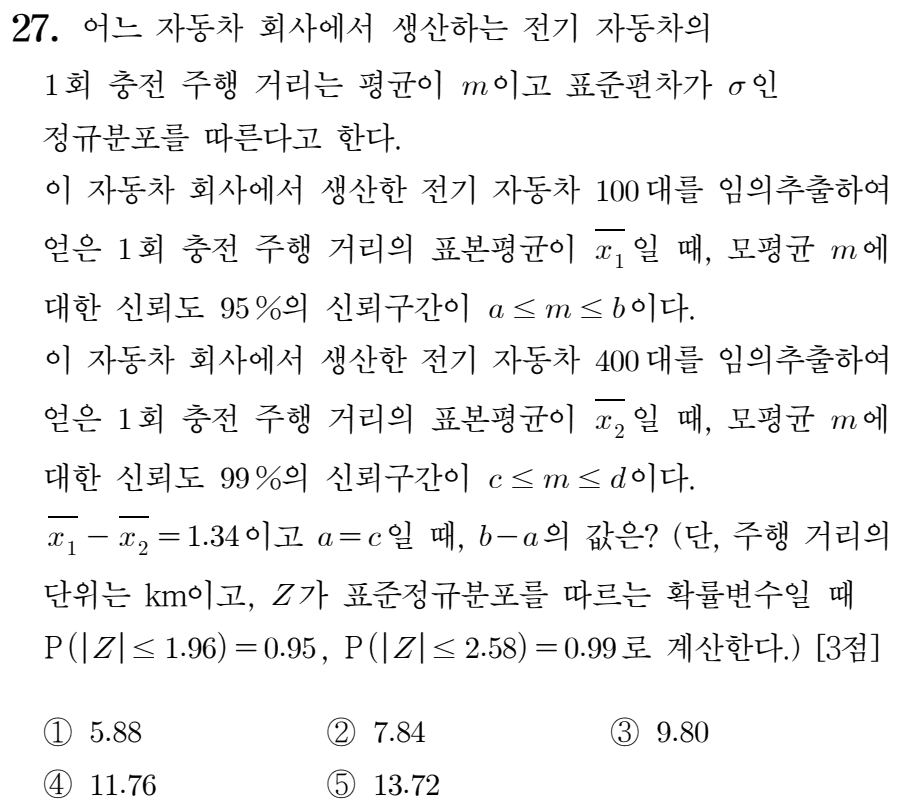 27. 어느 자동차 회사에서 생산하는 전기 자동차의
1회 충전 주행 거리는 평균이 m이고 표준편차가 σ인
정규분포를 따른다고 한다.
이 자동차 회사에서 생산한 전기 자동차 100대를 임의추출하여
얻은 1회 충전 주행 거리의 표본평균이 x̅₁일 때, 모평균 m에
대한 신뢰도 95%의 신뢰구간이 a ≤ m ≤ b이다.
이 자동차 회사에서 생산한 전기 자동차 400대를 임의추출하여
얻은 1회 충전 주행 거리의 표본평균이 x̅₂일 때, 모평균 m에
대한 신뢰도 99%의 신뢰구간이 c ≤ m ≤ d이다.
x̅₁ − x̅₂ = 1.34이고 a = c일 때, b − a의 값은? (단, 주행 거리의
단위는 km이고, Z가 표준정규분포를 따르는 확률변수일 때
P(|Z| ≤ 1.96) = 0.95, P(|Z| ≤ 2.58) = 0.99로 계산한다.) [3점]
① 5.88 ② 7.84 ③ 9.80
④ 11.76 ⑤ 13.72